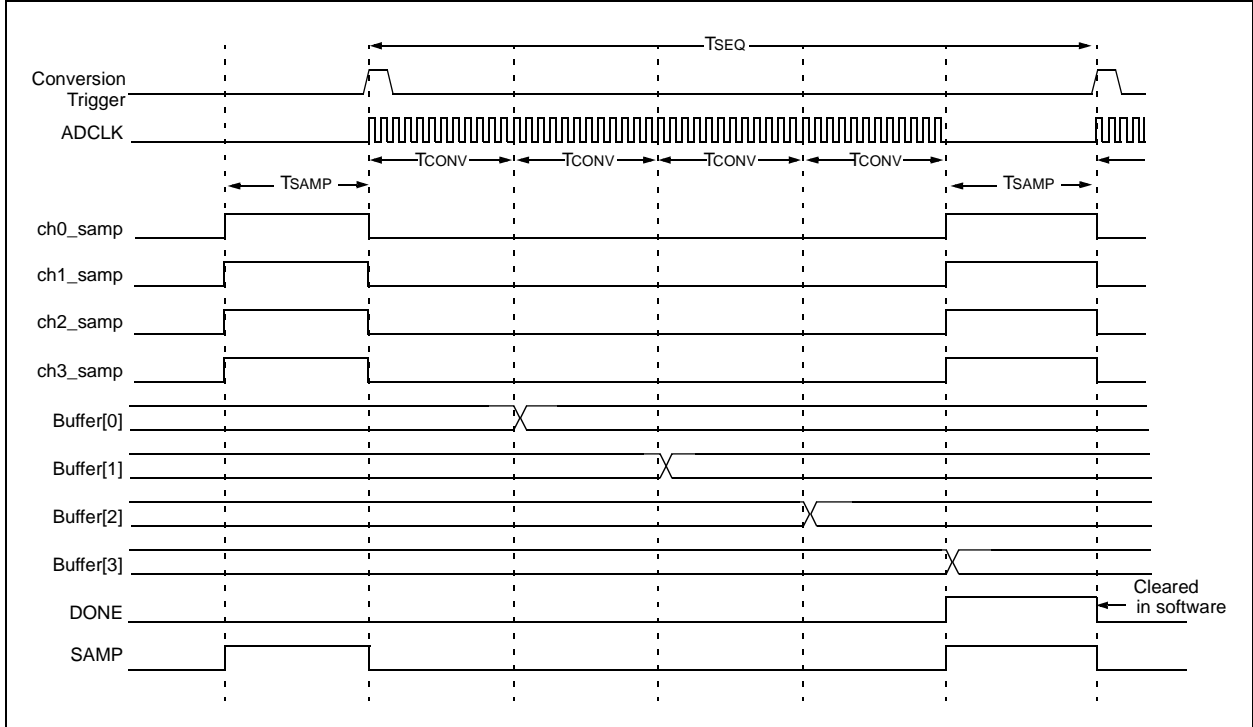 TSEQ
Conversion
Trigger
ADCLK
TCONV TCONV TCONV TCONV
TSAMP TSAMP
ch0_samp
ch1_samp
ch2_samp
ch3_samp
Buffer[0]
Buffer[1]
Buffer[2]
Buffer[3]
Cleared
in software
DONE
SAMP